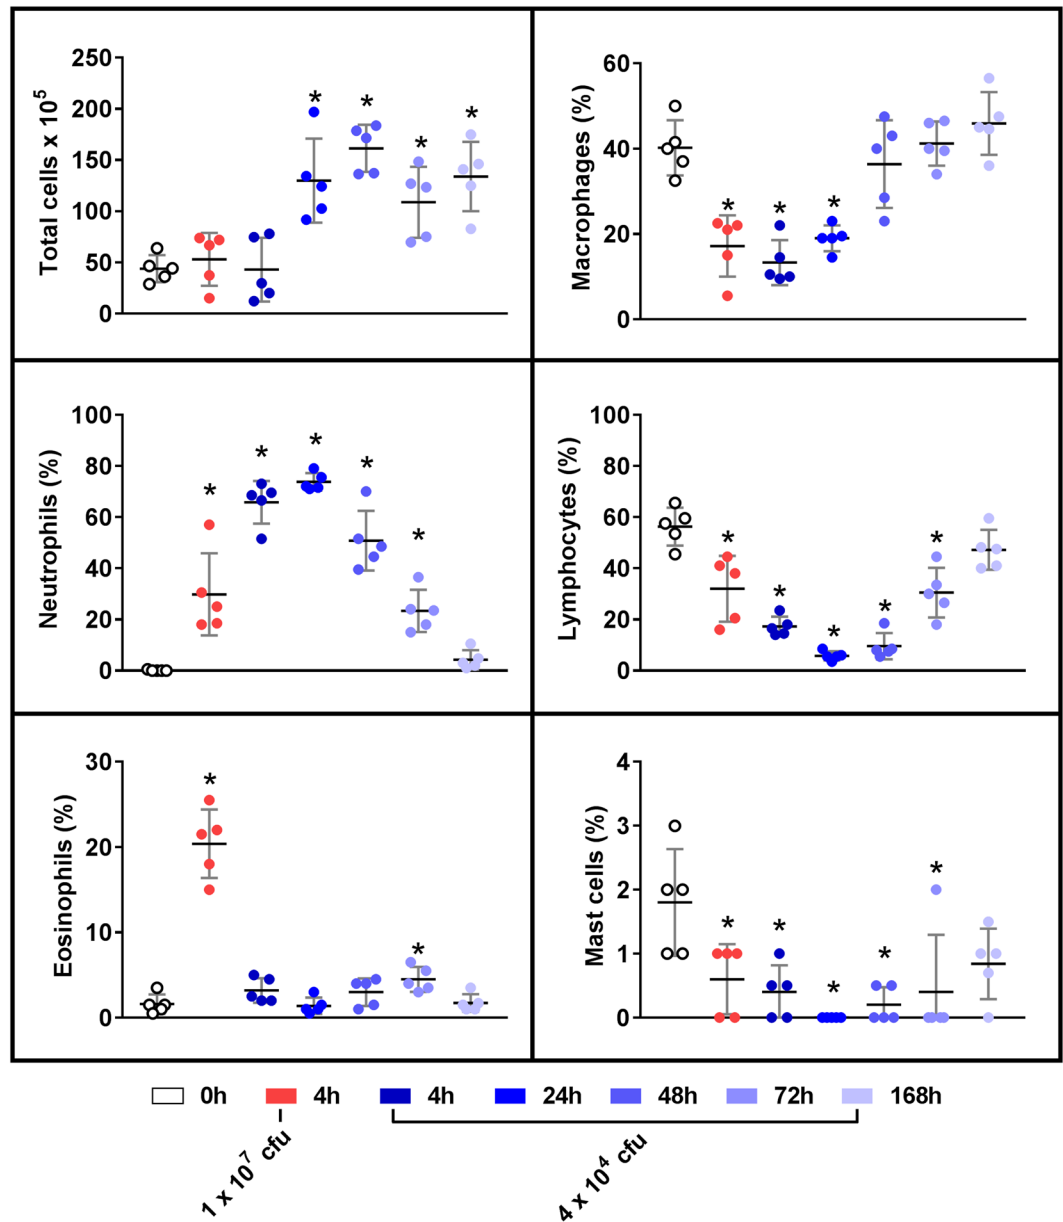 Total cells x 10⁵
250
200
150
100
50
0
* * * *
Macrophages (%)
60
40
20
0
* * *
Neutrophils (%)
100
80
60
40
20
0
* * * * *
Lymphocytes (%)
100
80
60
40
20
0
* * * * *
Eosinophils (%)
30
20
10
0
* *
Mast cells (%)
4
3
2
1
0
* * * * *
0h 4h 4h 24h 48h 72h 168h
1 x 10⁷ cfu
4 x 10⁴ cfu